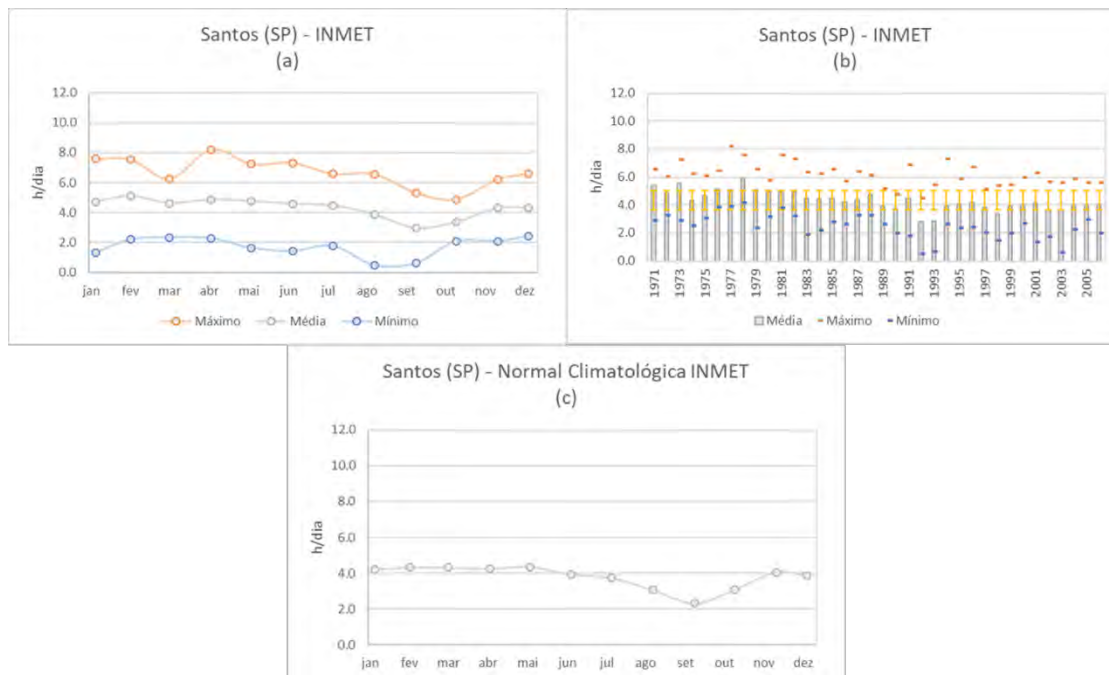 Santos (SP) - INMET
(a)
h/dia
12.0
10.0
8.0
6.0
4.0
2.0
0.0
jan fev mar abr mai jun jul ago set out nov dez
Máximo Média Mínimo
Santos (SP) - INMET
(b)
h/dia
12.0
10.0
8.0
6.0
4.0
2.0
0.0
1971 1973 1975 1977 1979 1981 1983 1985 1987 1989 1991 1993 1995 1997 1999 2001 2003 2005
Média Máximo Mínimo
Santos (SP) - Normal Climatológica INMET
(c)
h/dia
12.0
10.0
8.0
6.0
4.0
2.0
0.0
jan fev mar abr mai jun jul ago set out nov dez